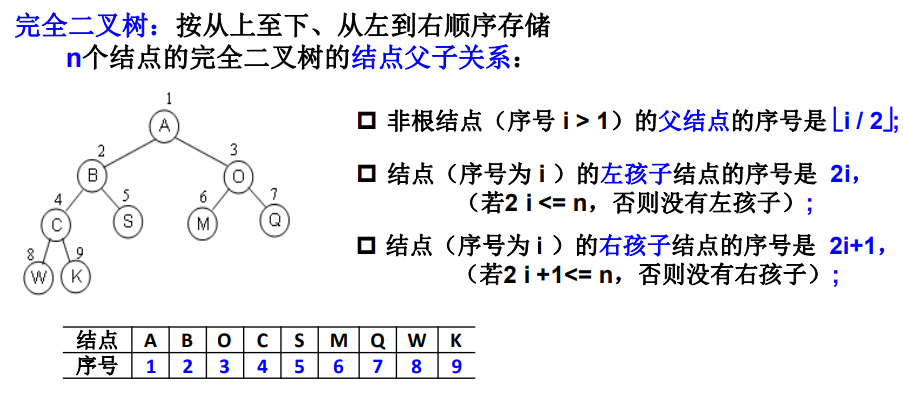 完全二叉树：按从上至下、从左到右顺序存储
n个结点的完全二叉树的结点父子关系：
1
A
2
3
B
O
4
5
6
7
C
S
M
Q
8
9
W
K
非根结点（序号 i > 1）的父结点的序号是⌊i / 2⌋;
结点（序号为 i ）的左孩子结点的序号是 2i，
（若2 i <= n，否则没有左孩子）;
结点（序号为 i ）的右孩子结点的序号是 2i+1，
（若2 i +1<= n，否则没有右孩子）;
结点 A B O C S M Q W K
序号 1 2 3 4 5 6 7 8 9